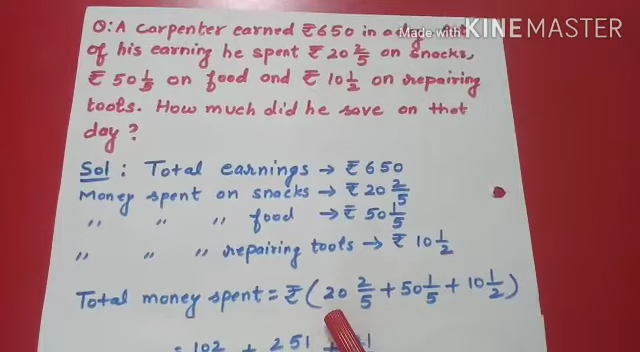 Made with KINEMASTER
Q: A carpenter earned ₹650 in a day. Out
of his earning he spent ₹ 20 2/5 on snacks,
₹ 50 1/5 on food and ₹ 10 1/2 on repairing
tools. How much did he save on that
day?
Sol: Total earnings → ₹650
Money spent on snacks → ₹ 20 2/5
,, ,, ,, food → ₹ 50 1/5
,, ,, ,, repairing tools → ₹ 10 1/2
Total money spent = ₹ ( 20 2/5 + 50 1/5 + 10 1/2 )
= 102 + 251 +